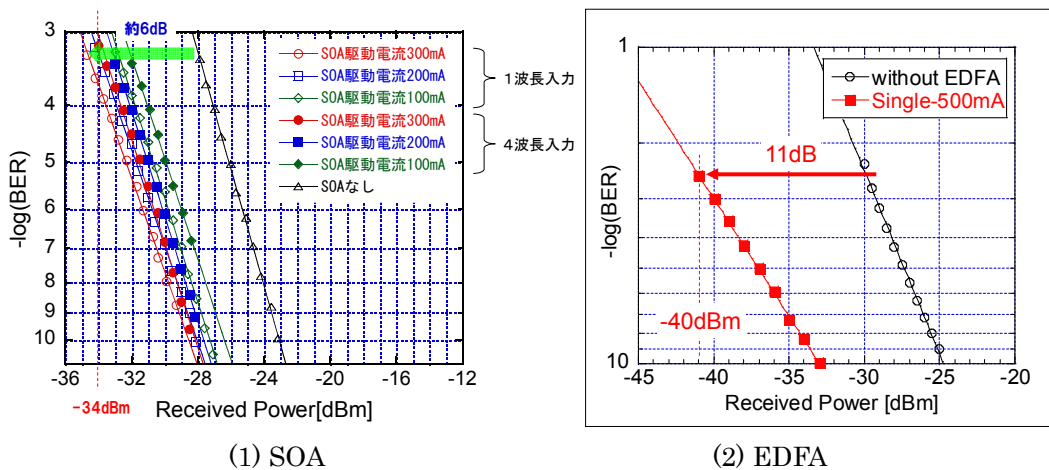 約6dB
3
4
5
6
7
8
9
10
-log(BER)
SOA駆動電流300mA
SOA駆動電流200mA
SOA駆動電流100mA
1波長入力
SOA駆動電流300mA
SOA駆動電流200mA
SOA駆動電流100mA
4波長入力
SOAなし
-36 -32 -28 -24 -20 -16 -12
-34dBm
Received Power[dBm]
(1) SOA
1
10
-log(BER)
without EDFA
Single-500mA
11dB
-40dBm
-45 -40 -35 -30 -25 -20
Received Power [dBm]
(2) EDFA